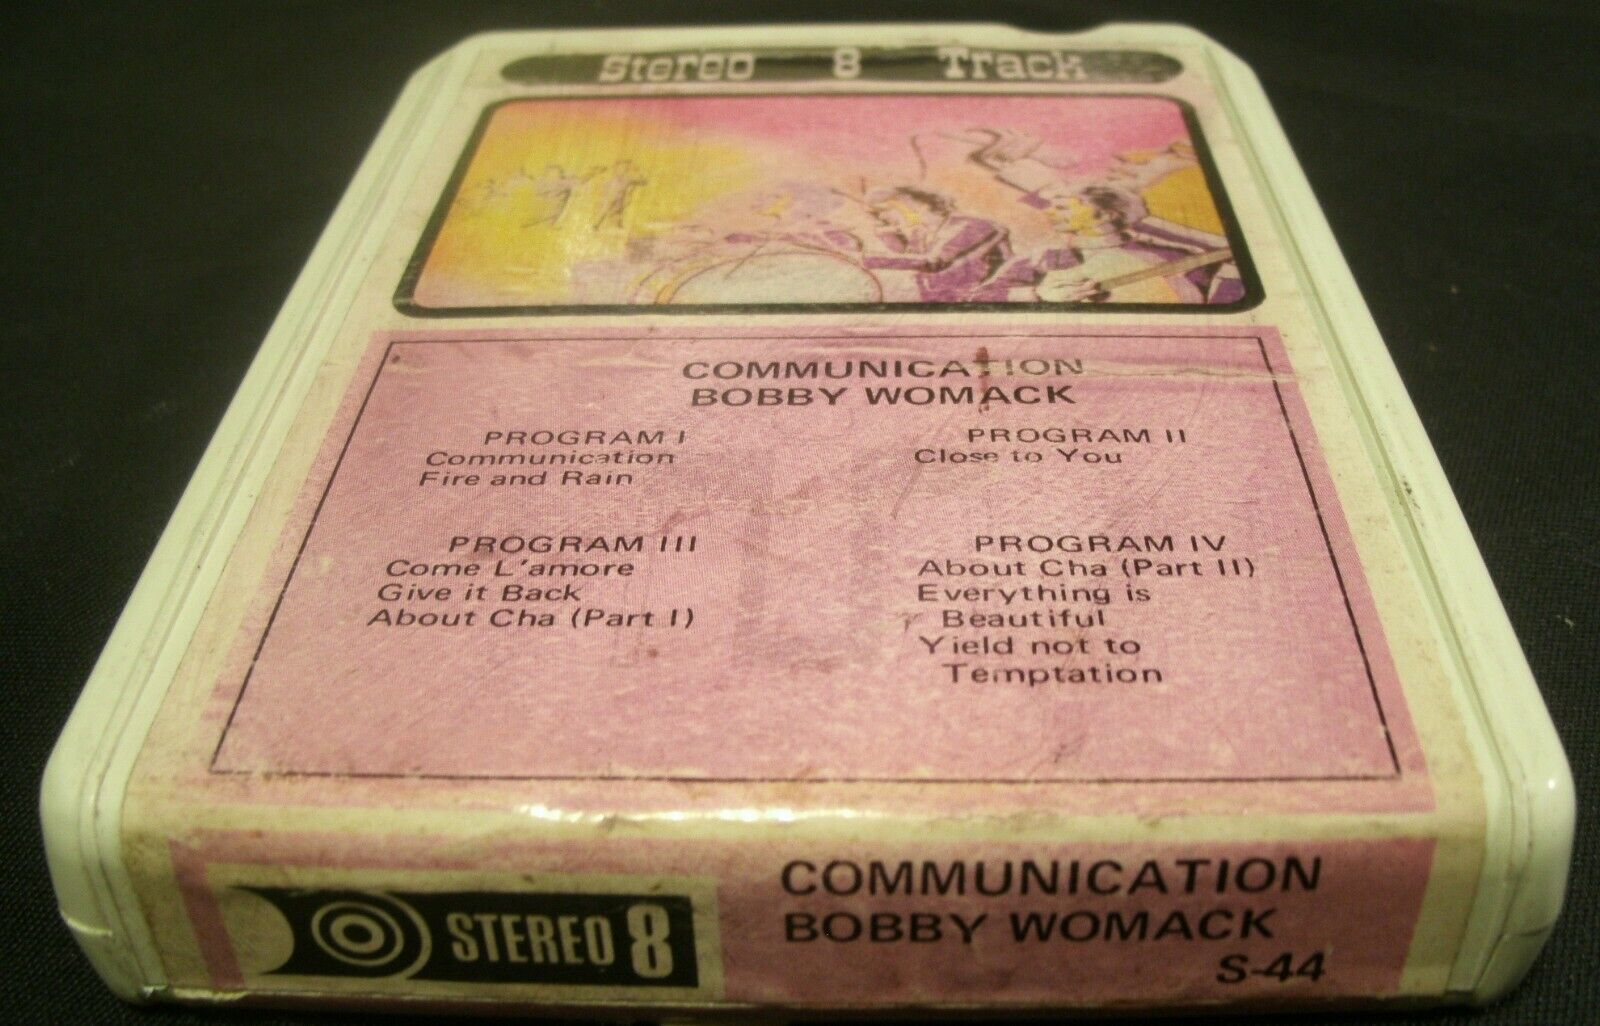 Stereo 8 Track
COMMUNICATION
BOBBY WOMACK
PROGRAM I
Communication
Fire and Rain
PROGRAM II
Close to You
PROGRAM III
Come L'amore
Give it Back
About Cha (Part I)
PROGRAM IV
About Cha (Part II)
Everything is
Beautiful
Yield not to
Temptation
STEREO 8
COMMUNICATION
BOBBY WOMACK
S-44